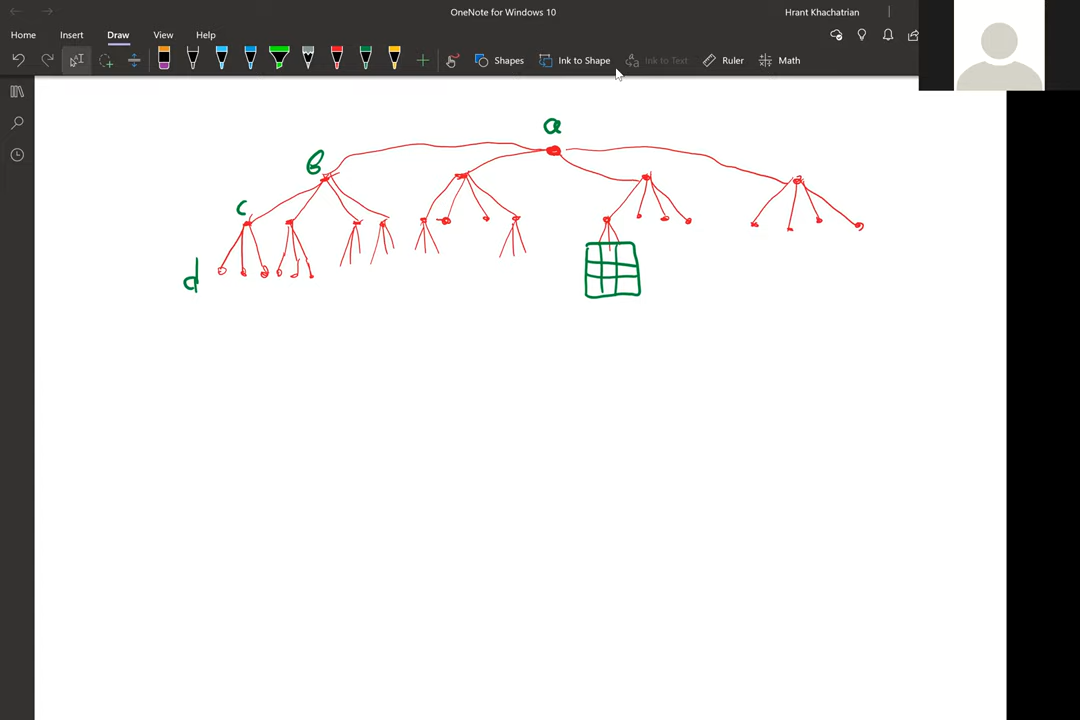 OneNote for Windows 10
Hrant Khachatrian
Home Insert Draw View Help
Shapes Ink to Shape Ink to Text Ruler Math
a
b
c
d